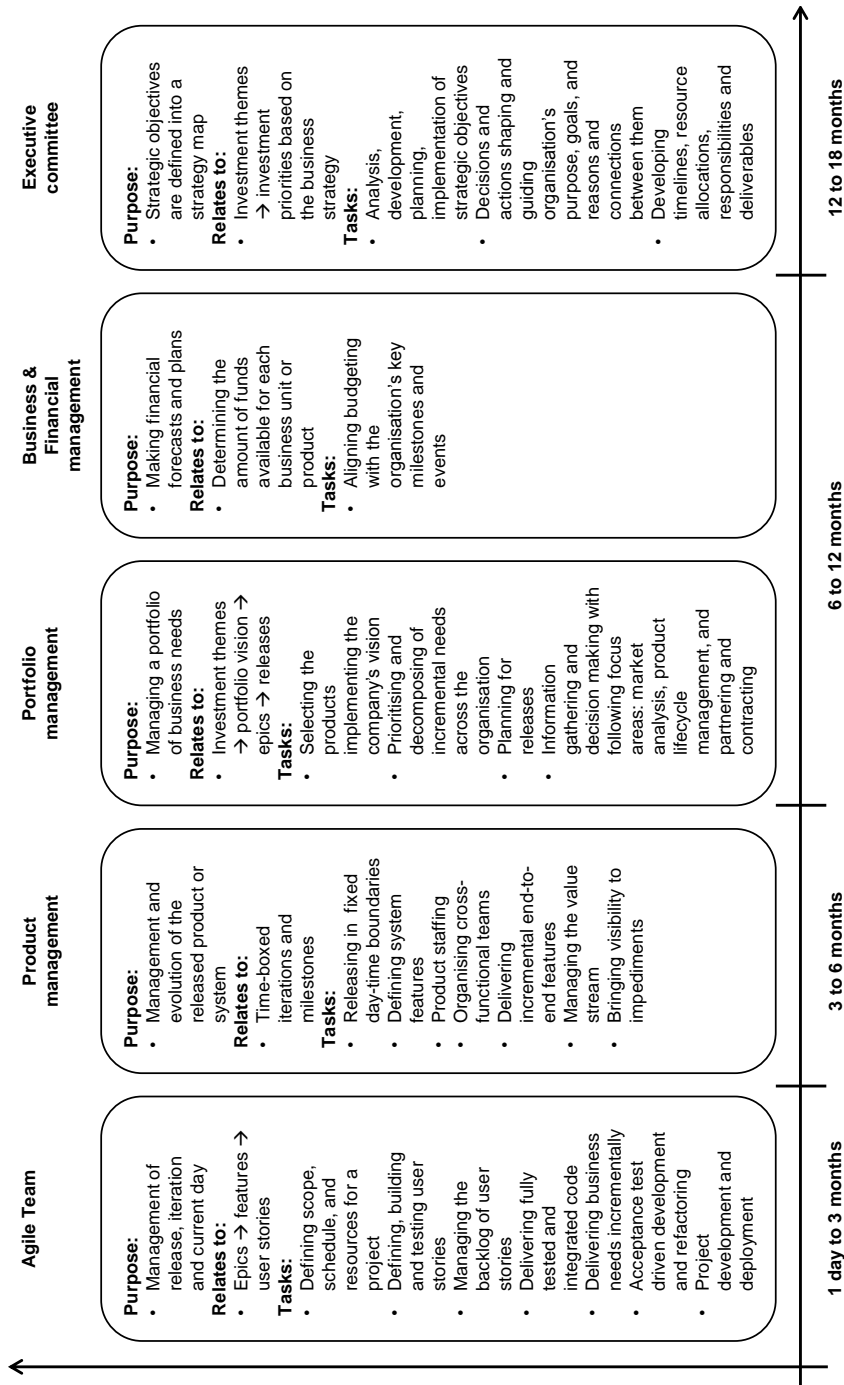 Agile Team
Purpose:
• Management of
release, iteration
and current day
Relates to:
• Epics → features →
user stories
Tasks:
• Defining scope,
schedule, and
resources for a
project
• Defining, building
and testing user
stories
• Managing the
backlog of user
stories
• Delivering fully
tested and
integrated code
• Delivering business
needs incrementally
• Acceptance test
driven development
and refactoring
• Project
development and
deployment
1 day to 3 months
Product
management
Purpose:
• Management and
evolution of the
released product or
system
Relates to:
• Time-boxed
iterations and
milestones
Tasks:
• Releasing in fixed
day-time boundaries
• Defining system
features
• Product staffing
• Organising cross-
functional teams
• Delivering
incremental end-to-
end features
• Managing the value
stream
• Bringing visibility to
impediments
3 to 6 months
Portfolio
management
Purpose:
• Managing a portfolio
of business needs
Relates to:
• Investment themes
→ portfolio vision →
epics → releases
Tasks:
• Selecting the
products
implementing the
company's vision
• Prioritising and
decomposing of
incremental needs
across the
organisation
• Planning for
releases
• Information
gathering and
decision making with
following focus
areas: market
analysis, product
lifecycle
management, and
partnering and
contracting
Business &
Financial
management
Purpose:
• Making financial
forecasts and plans
Relates to:
• Determining the
amount of funds
available for each
business unit or
product
Tasks:
• Aligning budgeting
with the
organisation's key
milestones and
events
6 to 12 months
Executive
committee
Purpose:
• Strategic objectives
are defined into a
strategy map
Relates to:
• Investment themes
→ investment
priorities based on
the business
strategy
Tasks:
• Analysis,
development,
planning,
implementation of
strategic objectives
• Decisions and
actions shaping and
guiding
organisation's
purpose, goals, and
reasons and
connections
between them
• Developing
timelines, resource
allocations,
responsibilities and
deliverables
12 to 18 months